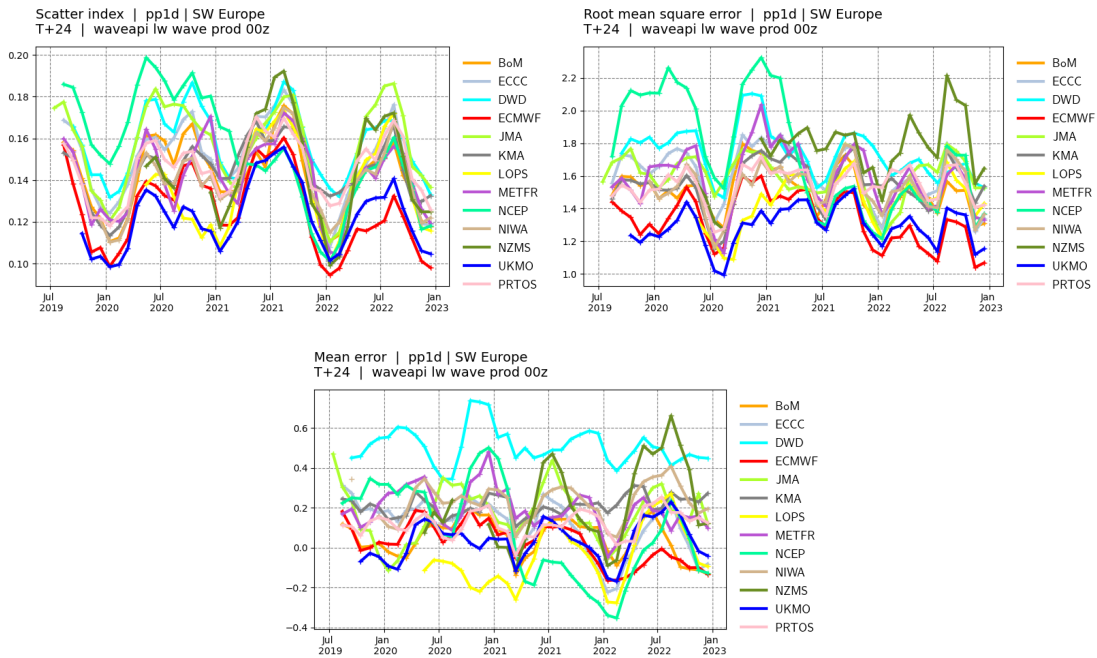 Scatter index | pp1d | SW Europe
T+24 | waveapi lw wave prod 00z
0.20
0.18
0.16
0.14
0.12
0.10
Jul
2019
Jan
2020
Jul
2020
Jan
2021
Jul
2021
Jan
2022
Jul
2022
Jan
2023
BoM
ECCC
DWD
ECMWF
JMA
KMA
LOPS
METFR
NCEP
NIWA
NZMS
UKMO
PRTOS
Root mean square error | pp1d | SW Europe
T+24 | waveapi lw wave prod 00z
2.2
2.0
1.8
1.6
1.4
1.2
1.0
Jul
2019
Jan
2020
Jul
2020
Jan
2021
Jul
2021
Jan
2022
Jul
2022
Jan
2023
BoM
ECCC
DWD
ECMWF
JMA
KMA
LOPS
METFR
NCEP
NIWA
NZMS
UKMO
PRTOS
Mean error | pp1d | SW Europe
T+24 | waveapi lw wave prod 00z
0.6
0.4
0.2
0.0
−0.2
−0.4
Jul
2019
Jan
2020
Jul
2020
Jan
2021
Jul
2021
Jan
2022
Jul
2022
Jan
2023
BoM
ECCC
DWD
ECMWF
JMA
KMA
LOPS
METFR
NCEP
NIWA
NZMS
UKMO
PRTOS